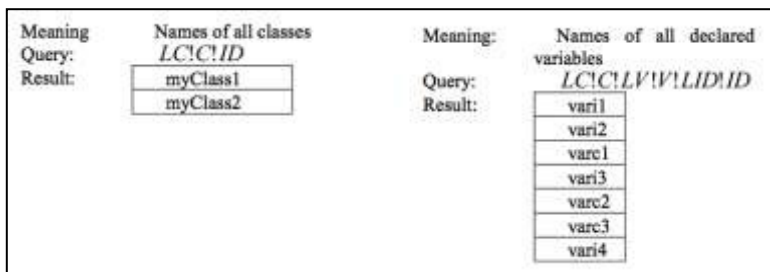 Meaning Names of all classes
Query: LC!C!ID
Result: myClass1
myClass2
Meaning: Names of all declared
variables
Query: LC!C!LV!V!LID!ID
Result: vari1
vari2
varc1
vari3
varc2
varc3
vari4